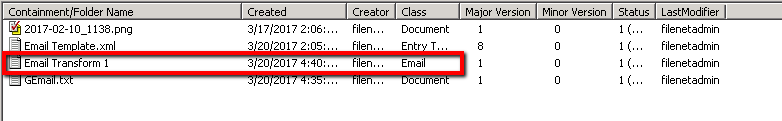 Containment/Folder Name Created Creator Class Major Version Minor Version Status LastModifier
2017-02-10_1138.png 3/17/2017 2:06:... filen... Document 1 0 1 (... filenetadmin
Email Template.xml 3/20/2017 2:05:... filen... Entry T... 8 0 1 (... filenetadmin
Email Transform 1 3/20/2017 4:40:... filen... Email 1 0 1 (... filenetadmin
GEmail.txt 3/20/2017 4:35:... filen... Document 1 0 1 (... filenetadmin